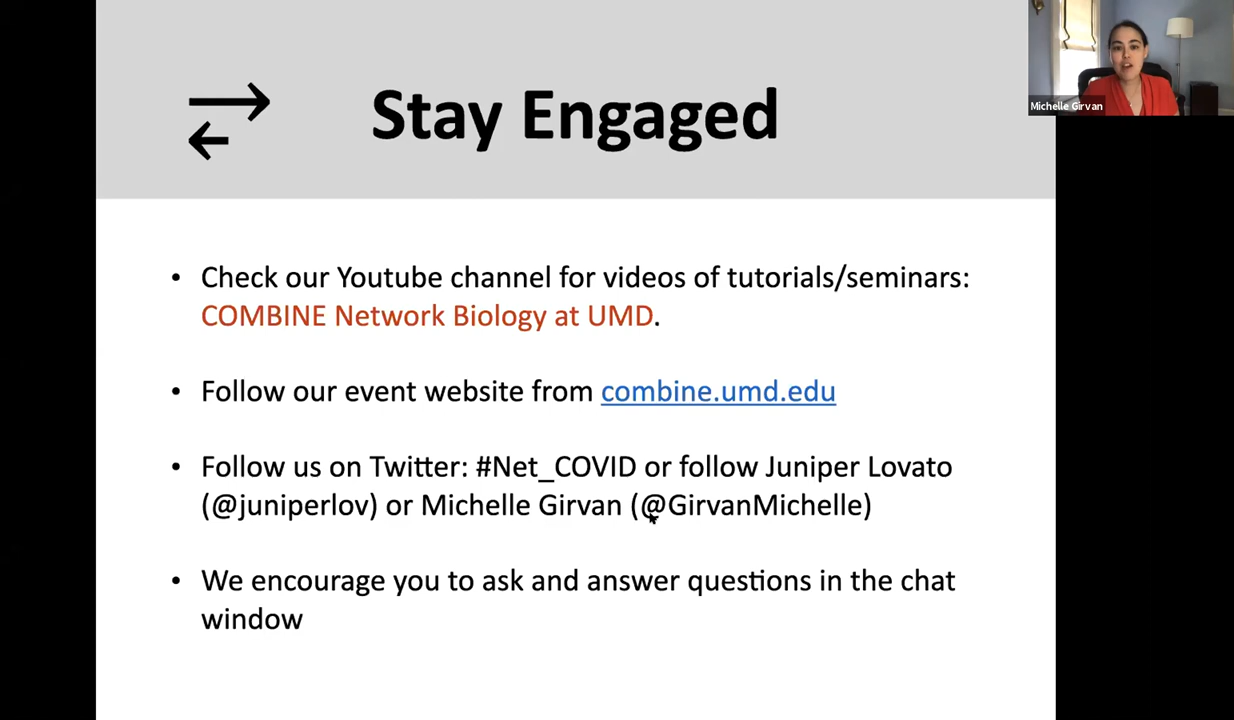 Stay Engaged
Michelle Girvan
• Check our Youtube channel for videos of tutorials/seminars:
COMBINE Network Biology at UMD.
• Follow our event website from combine.umd.edu
• Follow us on Twitter: #Net_COVID or follow Juniper Lovato
(@juniperlov) or Michelle Girvan (@GirvanMichelle)
• We encourage you to ask and answer questions in the chat
window